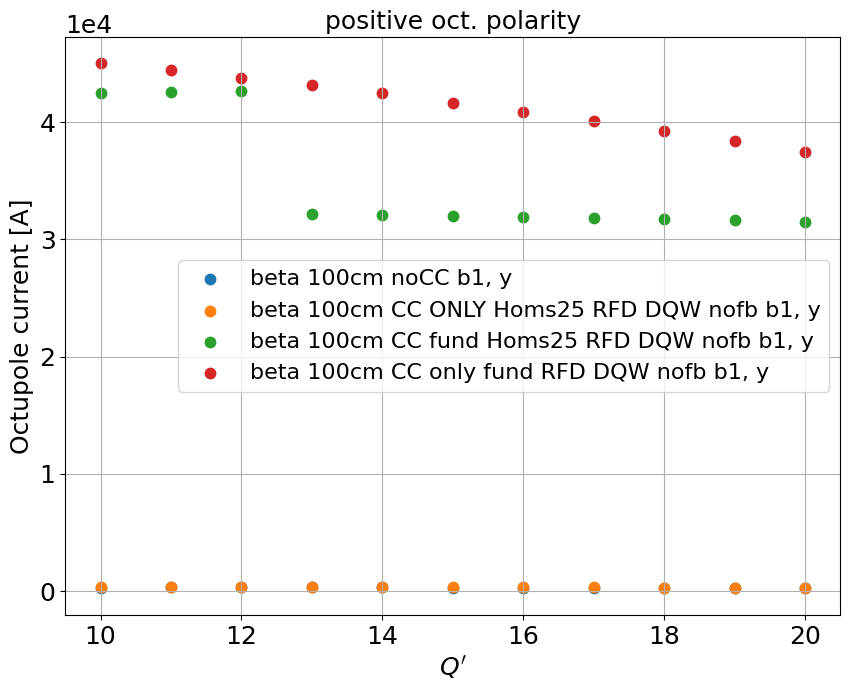 positive oct. polarity
1e4
4
3
2
1
0
Octupole current [A]
beta 100cm noCC b1, y
beta 100cm CC ONLY Homs25 RFD DQW nofb b1, y
beta 100cm CC fund Homs25 RFD DQW nofb b1, y
beta 100cm CC only fund RFD DQW nofb b1, y
10 12 14 16 18 20
Q′